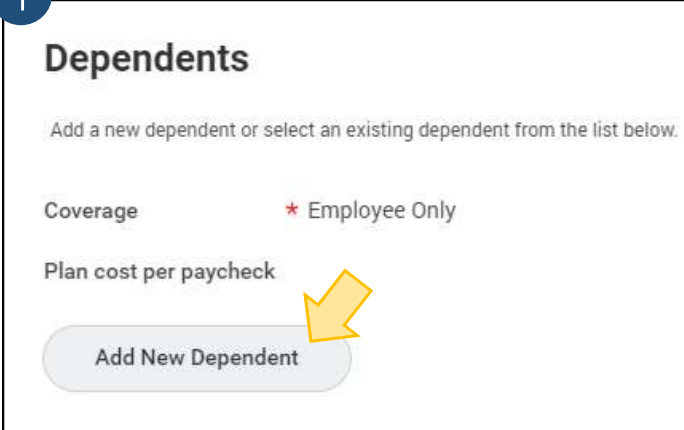 Dependents
Add a new dependent or select an existing dependent from the list below.
Coverage * Employee Only
Plan cost per paycheck
Add New Dependent